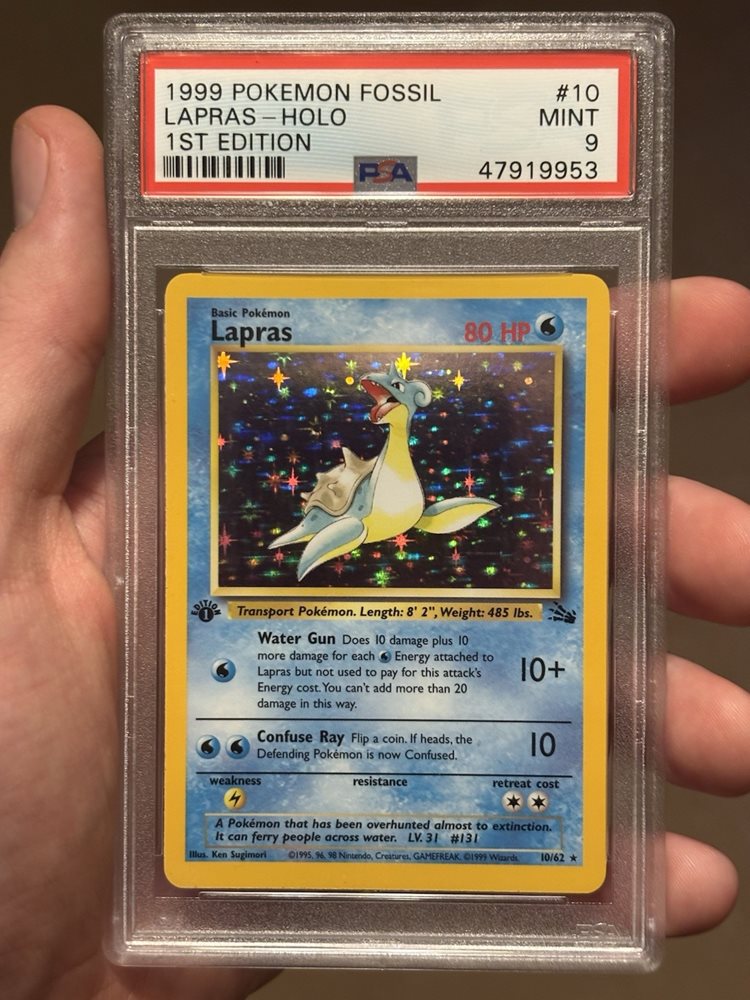 1999 POKEMON FOSSIL #10
LAPRAS-HOLO MINT
1ST EDITION 9
PSA 47919953
Basic Pokémon
Lapras 80 HP
EDITION 1
Transport Pokémon. Length: 8' 2", Weight: 485 lbs.
Water Gun Does 10 damage plus 10
more damage for each Energy attached to
Lapras but not used to pay for this attack's
Energy cost. You can't add more than 20
damage in this way.
10+
Confuse Ray Flip a coin. If heads, the
Defending Pokémon is now Confused.
10
weakness resistance retreat cost
A Pokémon that has been overhunted almost to extinction.
It can ferry people across water. LV. 31 #131
Illus. Ken Sugimori ©1995, 96, 98 Nintendo, Creatures, GAMEFREAK. ©1999 Wizards. 10/62